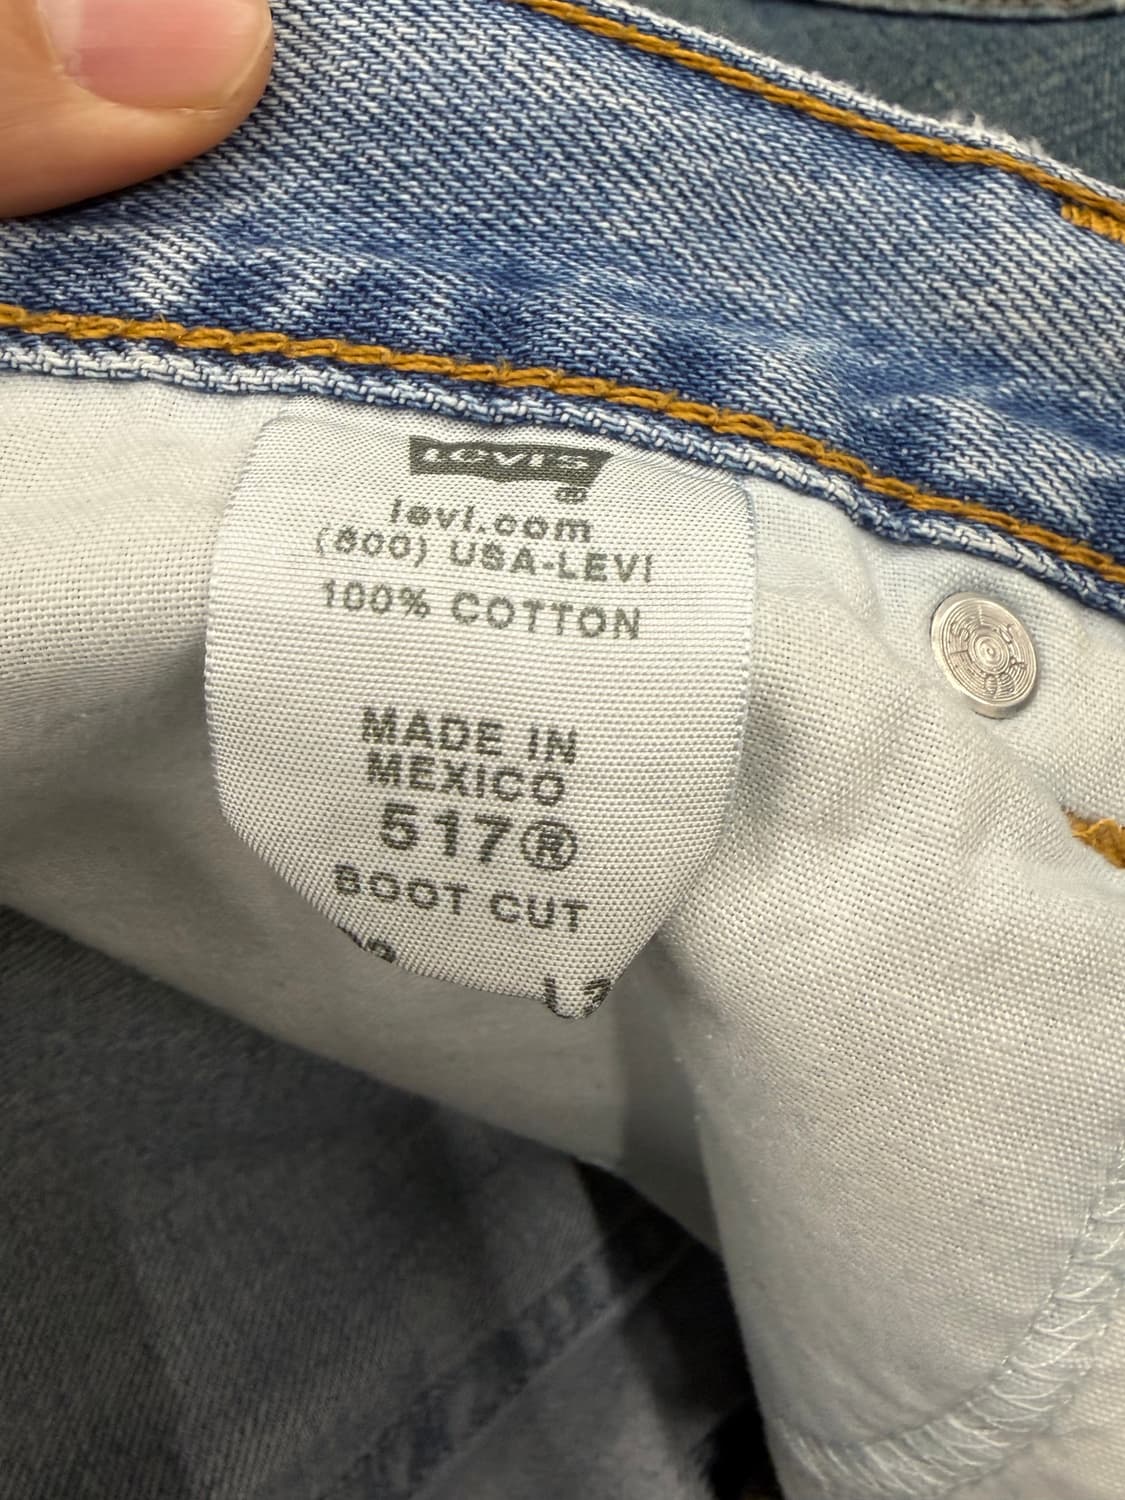 Levi's
levi.com
(800) USA-LEVI
100% COTTON
MADE IN
MEXICO
517®
BOOT CUT